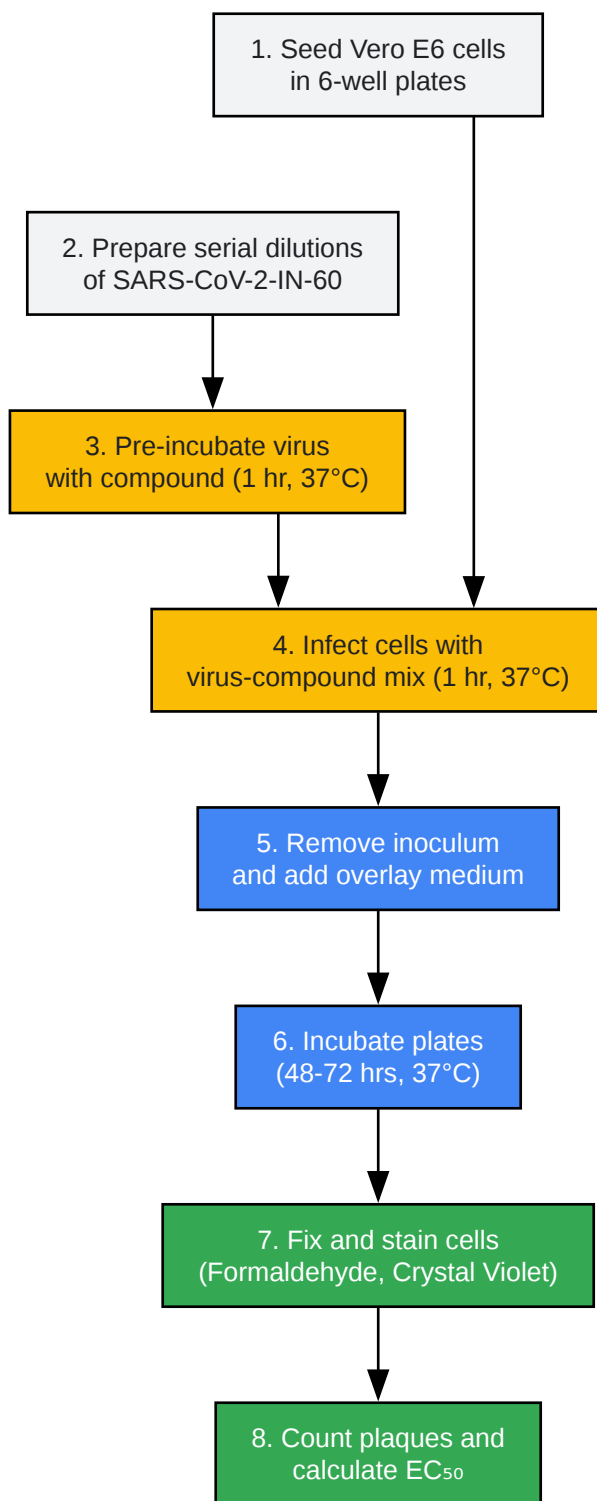 1. Seed Vero E6 cells
in 6-well plates
2. Prepare serial dilutions
of SARS-CoV-2-IN-60
3. Pre-incubate virus
with compound (1 hr, 37°C)
4. Infect cells with
virus-compound mix (1 hr, 37°C)
5. Remove inoculum
and add overlay medium
6. Incubate plates
(48-72 hrs, 37°C)
7. Fix and stain cells
(Formaldehyde, Crystal Violet)
8. Count plaques and
calculate EC₅₀